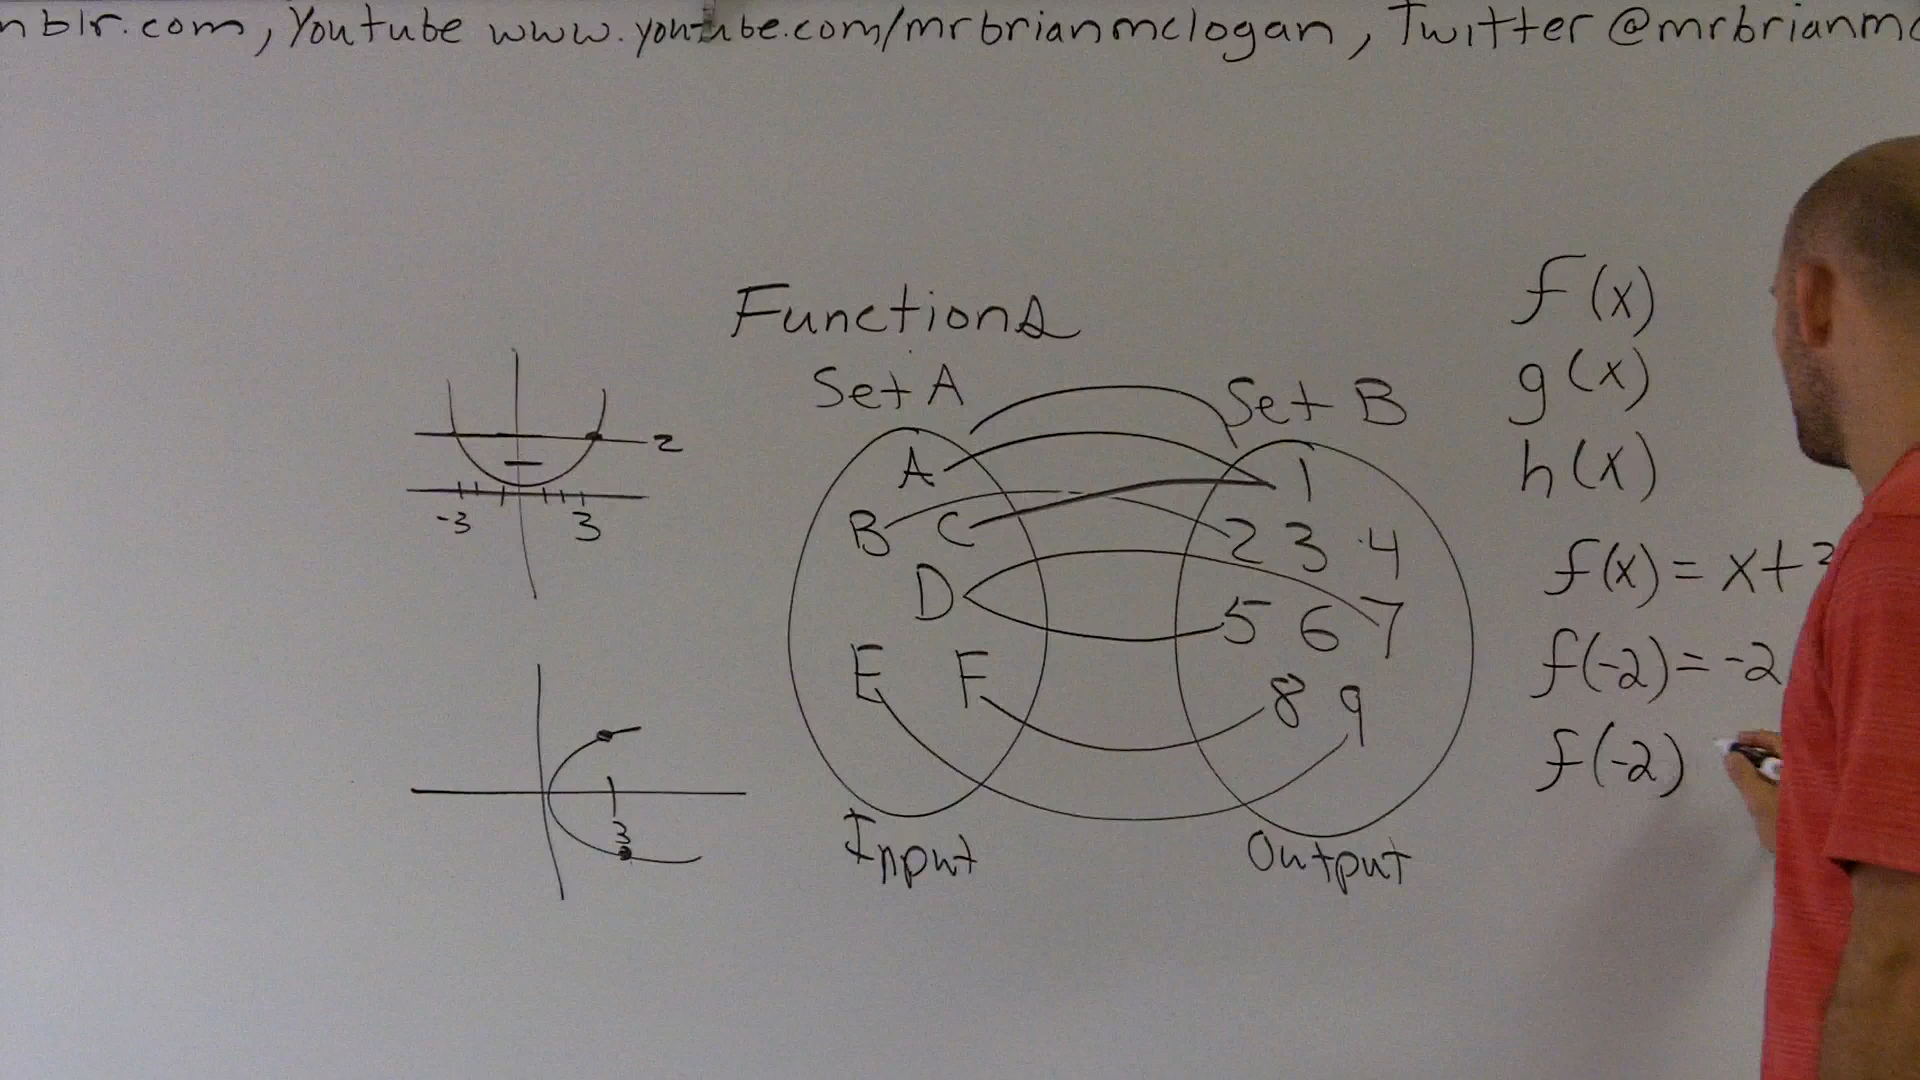 nblr.com, Youtube www.youtube.com/mrbrianmclogan, Twitter @mrbrianmc
Functions
Set A
Set B
A
1
B C
2 3 4
D
5 6 7
E F
8 9
Input
Output
2
-3 3
3
f(x)
g(x)
h(x)
f(x) = x+
f(-2) = -2
f(-2)